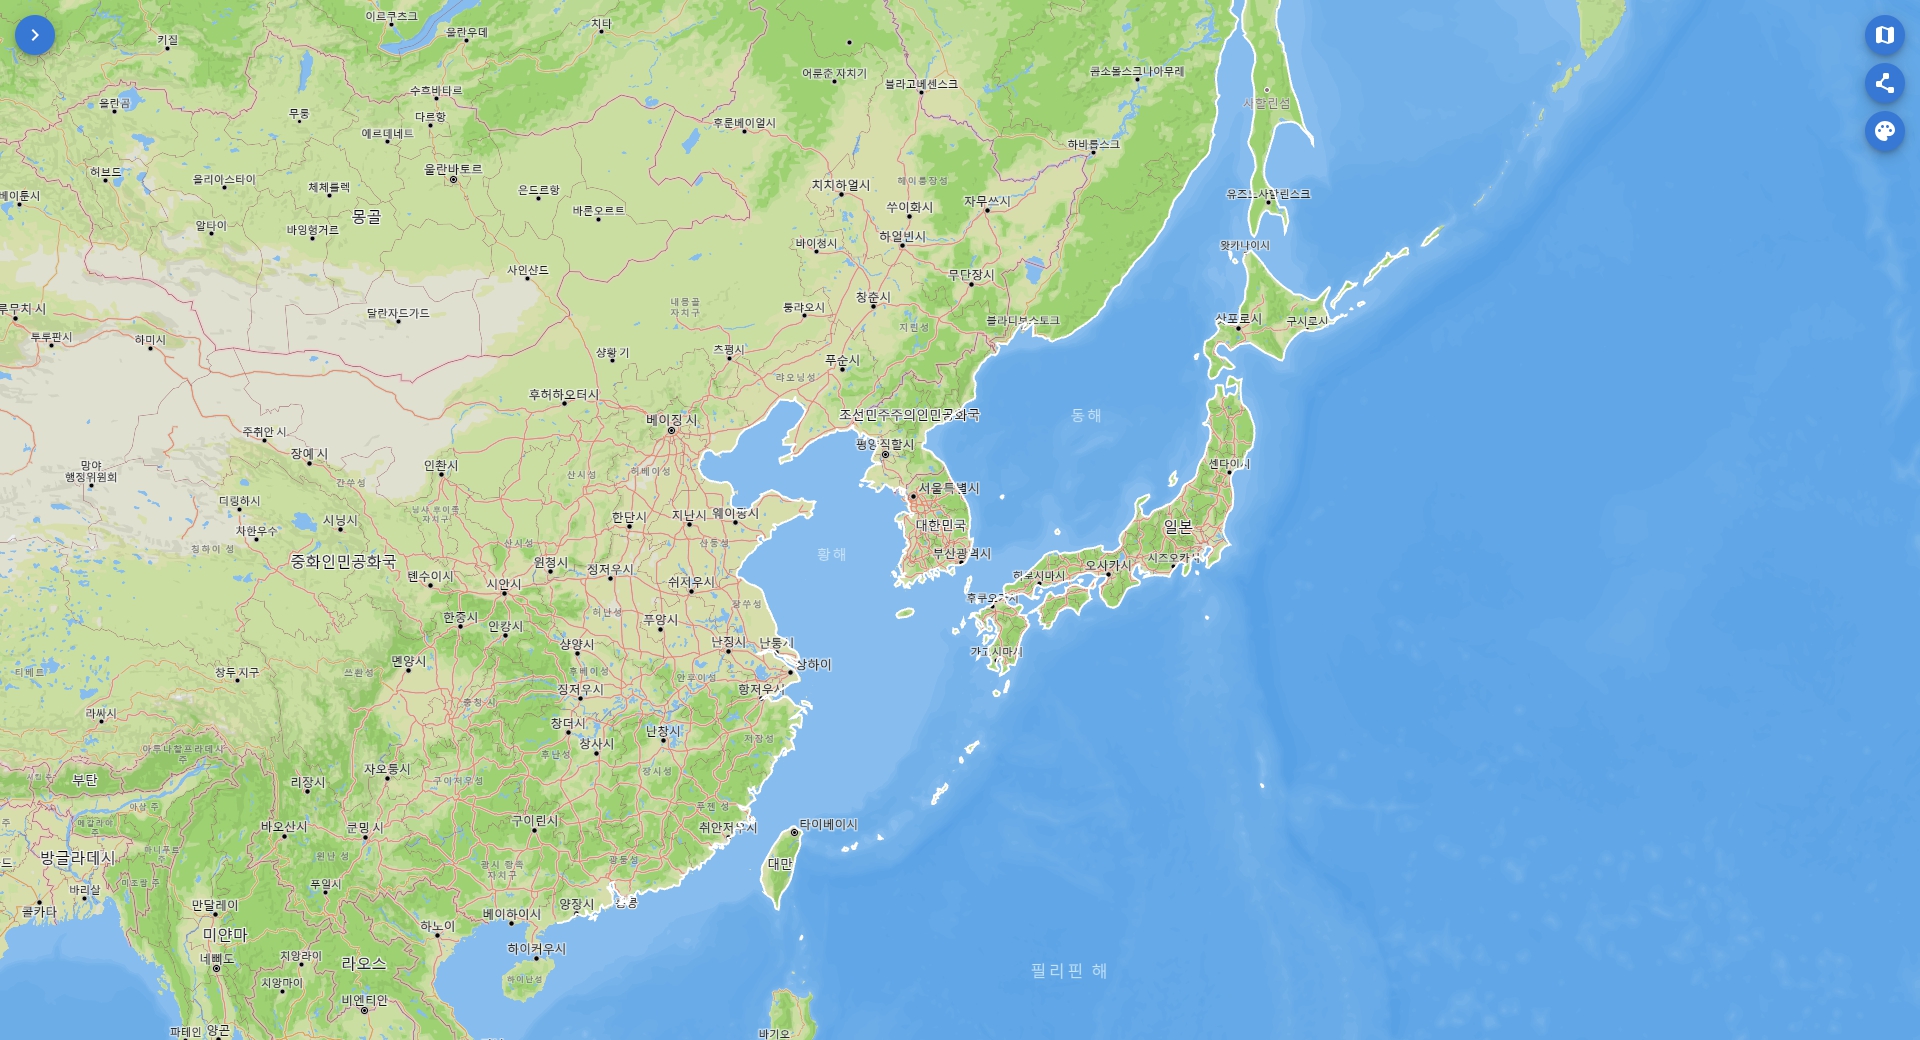 이르쿠츠크
치타
울란우데
키질
어룬춘 자치기
콤소몰스크나아무레
블라고베셴스크
수흐바타르
울란곰
사할린섬
무릉
다르항
후룬베이얼시
에르데네트
하바롭스크
허브드
울란바토르
울리아스타이
체체를렉
치치하얼시
헤이룽장성
베이툰시
은드르항
유즈노사할린스크
자무쓰시
바룬오르트
쑤이화시
몽골
알타이
바잉헝거르
하얼빈시
바이청시
왓카나이시
사인샨드
무단장시
창춘시
내몽골
자치구
루무치 시
퉁랴오시
달란자드가드
블라디보스토크
삿포로시
구시로시
지린성
투루판시
하미시
샹황기
츠펑시
푸순시
랴오닝성
후허하오터시
조선민주주의인민공화국
동해
베이징 시
주취안 시
평양직할시
장예 시
인촨시
센다이시
망야
행정위원회
간쑤성
산시성
허베이성
서울특별시
더링하시
닝샤 후이족
자치구
시닝시
한단시
지난시
웨이팡시
대한민국
일본
차한우수
칭하이 성
산시성
산둥성
황해
부산광역시
중화인민공화국
원청시
시즈오카시
오사카시
톈수이시
시안시
정저우시
쉬저우시
히로시마시
후쿠오카시
장쑤성
허난성
한중시
안캉시
푸양시
샹양시
난징시
난퉁시
가고시마시
몐양시
상하이
티베트
창두 지구
쓰촨성
후베이성
안후이성
징저우시
항저우시
충칭 시
라싸시
창더시
난창시
저장성
아루나찰프라데시
주
상사시
후난성
자오퉁시
장시성
부탄
리장시
구이저우성
아삼 주
푸젠 성
메갈라야
주
바오산시
쿤밍 시
구이린시
취안저우시
타이베이시
마니푸르
주
방글라데시
윈난 성
광시 좡족
자치구
광둥성
대만
미조람 주
바리살
푸얼시
콜카타
만달레이
양장시
홍콩
베이하이시
하노이
미얀마
하이커우시
네삐도
치앙라이
라오스
필리핀 해
치앙마이
하이난성
비엔티안
파테인
양곤
바기오